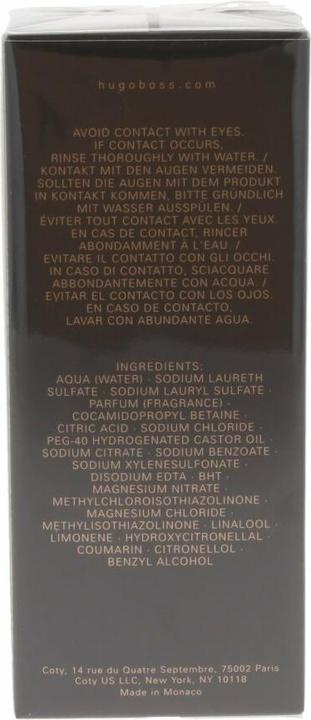 hugoboss.com
AVOID CONTACT WITH EYES.
IF CONTACT OCCURS,
RINSE THOROUGHLY WITH WATER. /
KONTAKT MIT DEN AUGEN VERMEIDEN.
SOLLTEN DIE AUGEN MIT DEM PRODUKT
IN KONTAKT KOMMEN, BITTE GRÜNDLICH
MIT WASSER AUSSPÜLEN. /
ÉVITER TOUT CONTACT AVEC LES YEUX.
EN CAS DE CONTACT, RINCER
ABONDAMMENT À L'EAU. /
EVITARE IL CONTATTO CON GLI OCCHI.
IN CASO DI CONTATTO, SCIACQUARE
ABBONDANTEMENTE CON ACQUA. /
EVITAR EL CONTACTO CON LOS OJOS.
EN CASO DE CONTACTO,
LAVAR CON ABUNDANTE AGUA.
INGREDIENTS:
AQUA (WATER) · SODIUM LAURETH
SULFATE · SODIUM LAURYL SULFATE ·
PARFUM (FRAGRANCE) ·
COCAMIDOPROPYL BETAINE ·
CITRIC ACID · SODIUM CHLORIDE ·
PEG-40 HYDROGENATED CASTOR OIL ·
SODIUM CITRATE · SODIUM BENZOATE ·
SODIUM XYLENESULFONATE ·
DISODIUM EDTA · BHT ·
MAGNESIUM NITRATE ·
METHYLCHLOROISOTHIAZOLINONE ·
MAGNESIUM CHLORIDE ·
METHYLISOTHIAZOLINONE · LINALOOL ·
LIMONENE · HYDROXYCITRONELLAL ·
COUMARIN · CITRONELLOL ·
BENZYL ALCOHOL
Coty, 14 rue du Quatre Septembre, 75002 Paris
Coty US LLC, New York, NY 10118
Made in Monaco